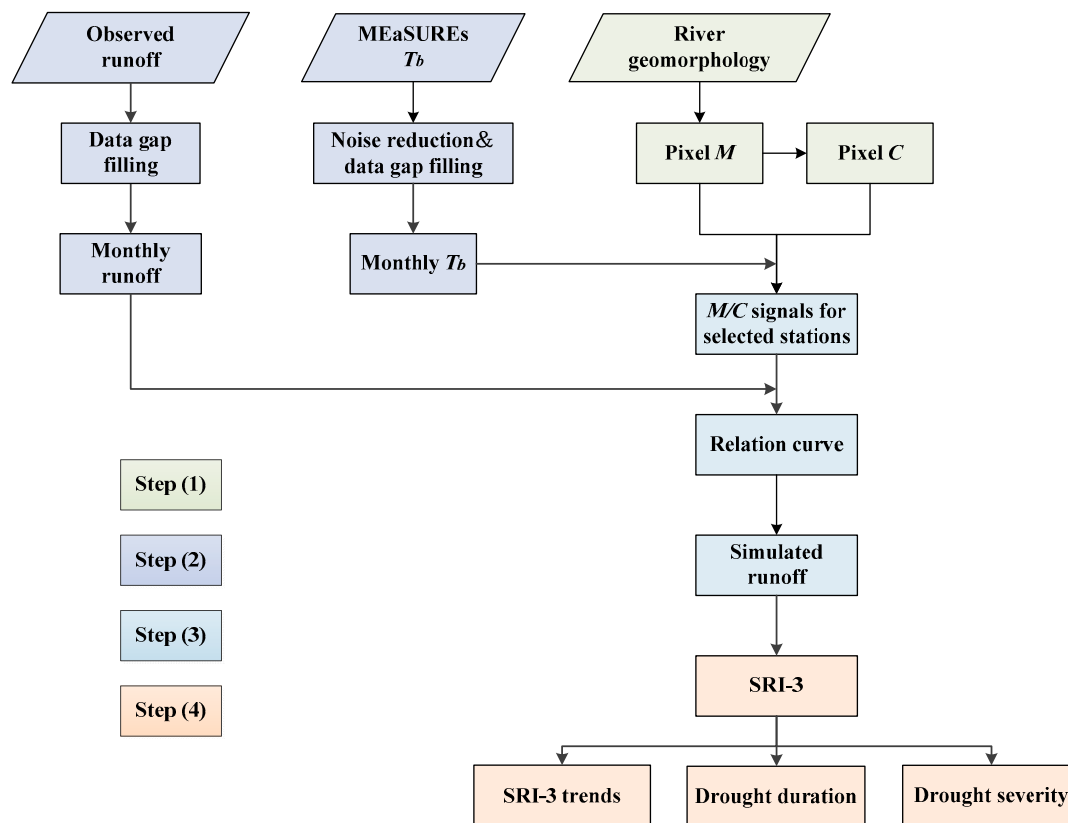 Observed
runoff
MEaSUREs
Tb
River
geomorphology
Data gap
filling
Noise reduction&
data gap filling
Pixel M
Pixel C
Monthly
runoff
Monthly Tb
M/C signals for
selected stations
Relation curve
Step (1)
Step (2)
Simulated
runoff
Step (3)
Step (4)
SRI-3
SRI-3 trends
Drought duration
Drought severity